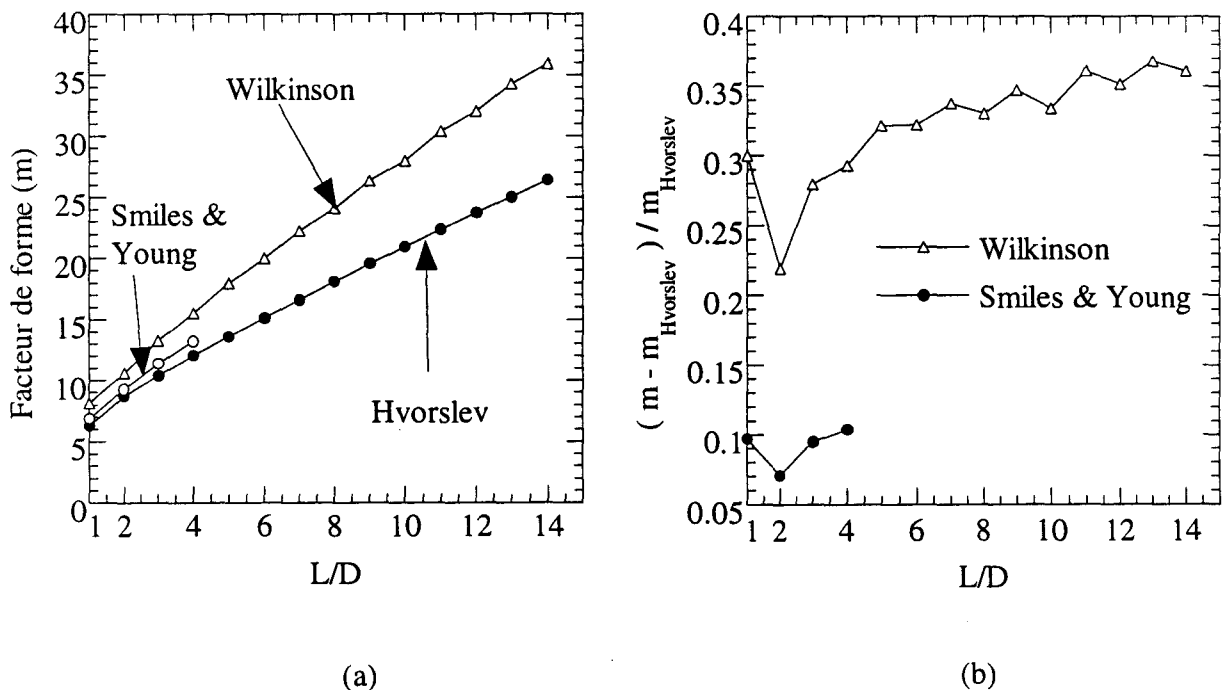 Facteur de forme (m)
40
35
30
25
20
15
10
5
0
Wilkinson
Smiles &
Young
Hvorslev
1 2 4 6 8 10 12 14
L/D
(a)
( m - m Hvorslev ) / m Hvorslev
0.4
0.35
0.3
0.25
0.2
0.15
0.1
0.05
Wilkinson
Smiles & Young
1 2 4 6 8 10 12 14
L/D
(b)